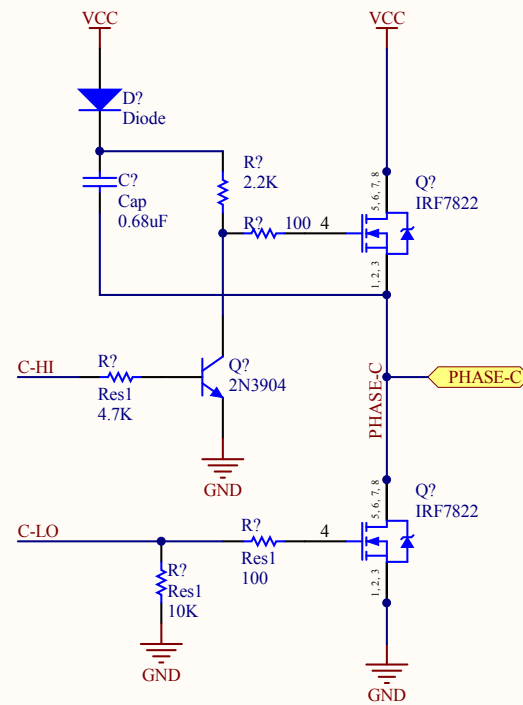 VCC
VCC
D?
Diode
R?
2.2K
C?
Cap
0.68uF
R?
100
4
5, 6, 7, 8
1, 2, 3
Q?
IRF7822
C-HI
R?
Res1
4.7K
Q?
2N3904
GND
PHASE-C
PHASE-C
C-LO
R?
Res1
100
4
5, 6, 7, 8
1, 2, 3
Q?
IRF7822
R?
Res1
10K
GND
GND